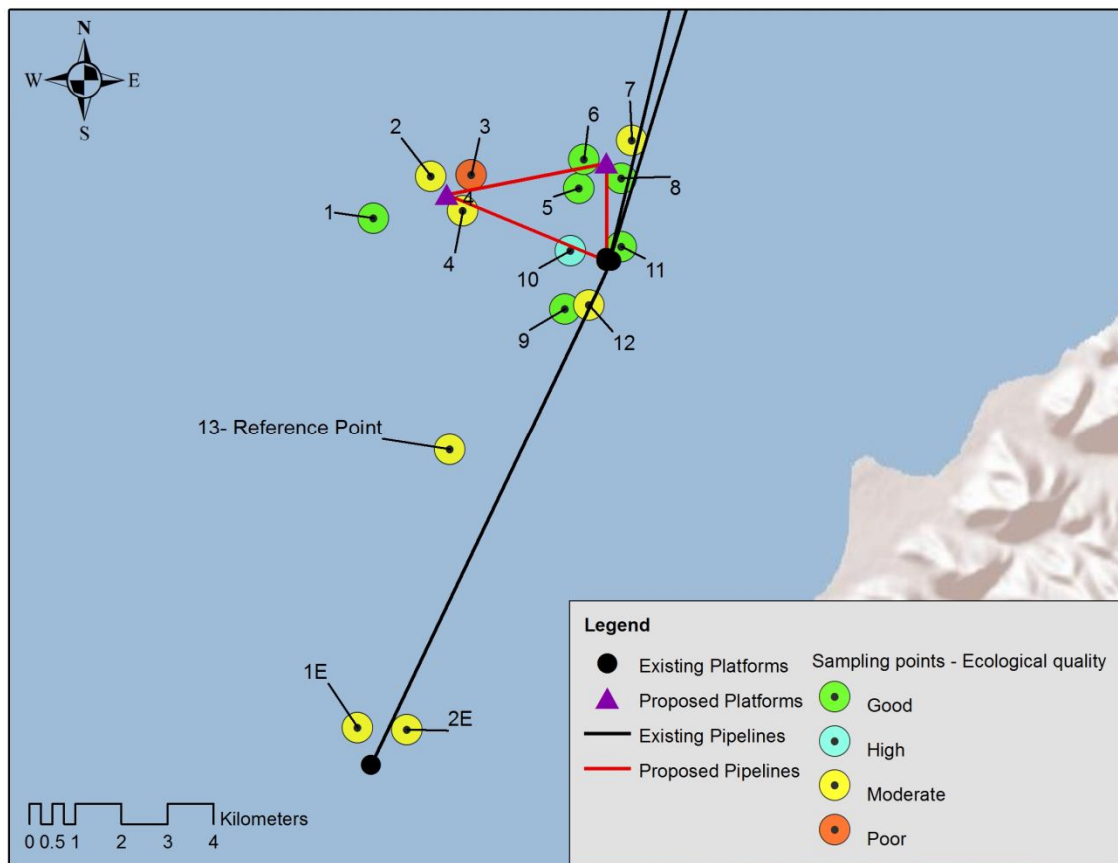 N
W E
S
7
6
3
2
8
4
5
1
4
10
11
9
12
13- Reference Point
1E
2E
Kilometers
0 0.5 1 2 3 4
Legend
Existing Platforms
Proposed Platforms
Existing Pipelines
Proposed Pipelines
Sampling points - Ecological quality
Good
High
Moderate
Poor